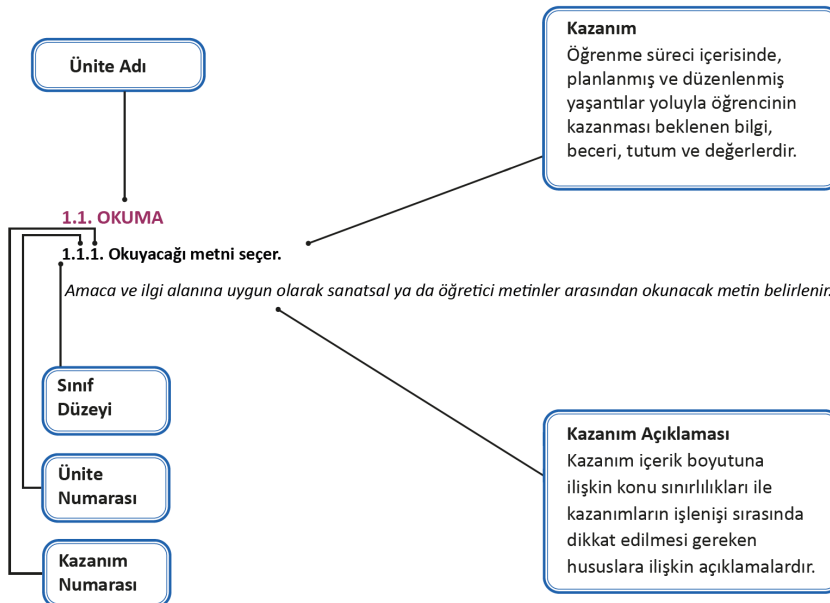 Ünite Adı
Kazanım
Öğrenme süreci içerisinde,
planlanmış ve düzenlenmiş
yaşantılar yoluyla öğrencinin
kazanması beklenen bilgi,
beceri, tutum ve değerlerdir.
1.1. OKUMA
1.1.1. Okuyacağı metni seçer.
Amaca ve ilgi alanına uygun olarak sanatsal ya da öğretici metinler arasından okunacak metin belirlenir.
Sınıf
Düzeyi
Ünite
Numarası
Kazanım
Numarası
Kazanım Açıklaması
Kazanım içerik boyutuna
ilişkin konu sınırlılıkları ile
kazanımların işlenişi sırasında
dikkat edilmesi gereken
hususlara ilişkin açıklamalardır.